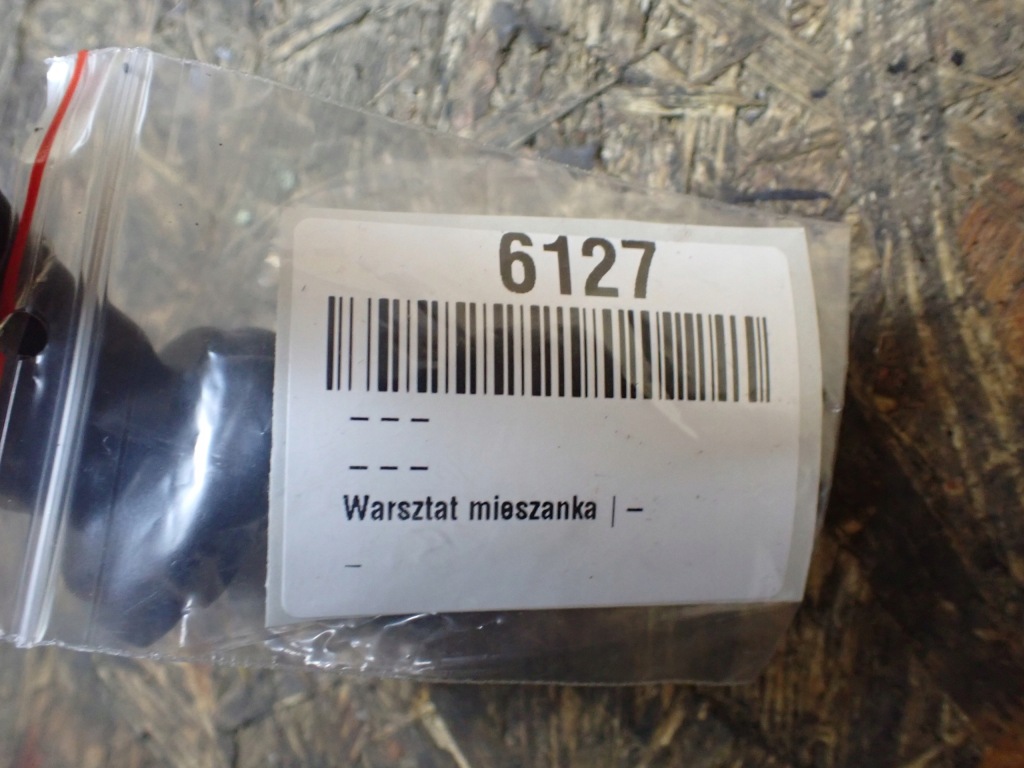 6127
– – –
– – –
Warsztat mieszanka | –
–